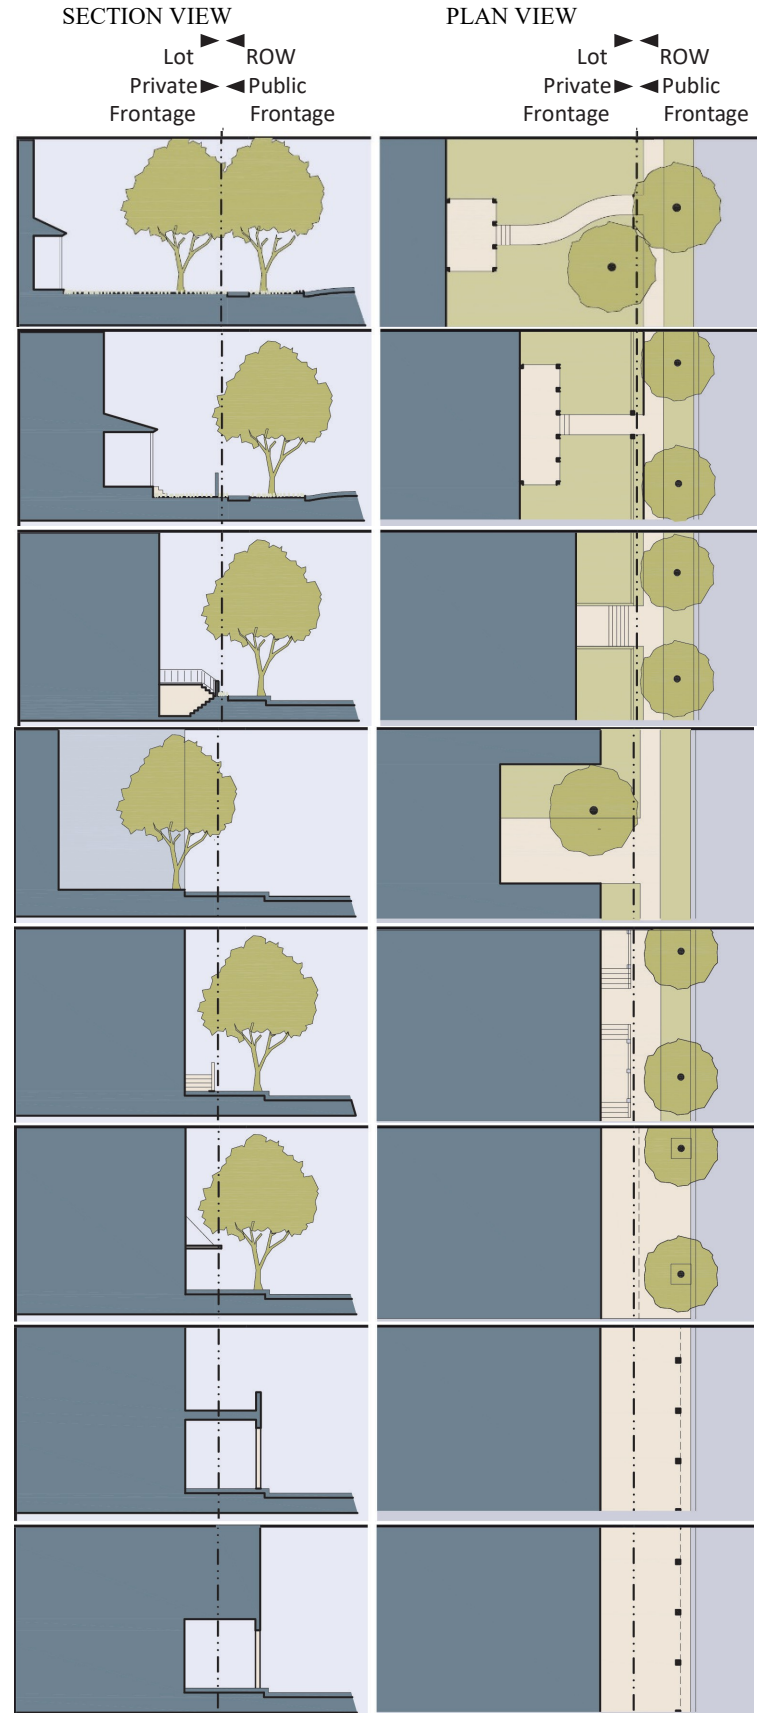 SECTION VIEW
PLAN VIEW
Lot ►◄ ROW
Private ►◄ Public
Frontage Frontage
Lot ►◄ ROW
Private ►◄ Public
Frontage Frontage